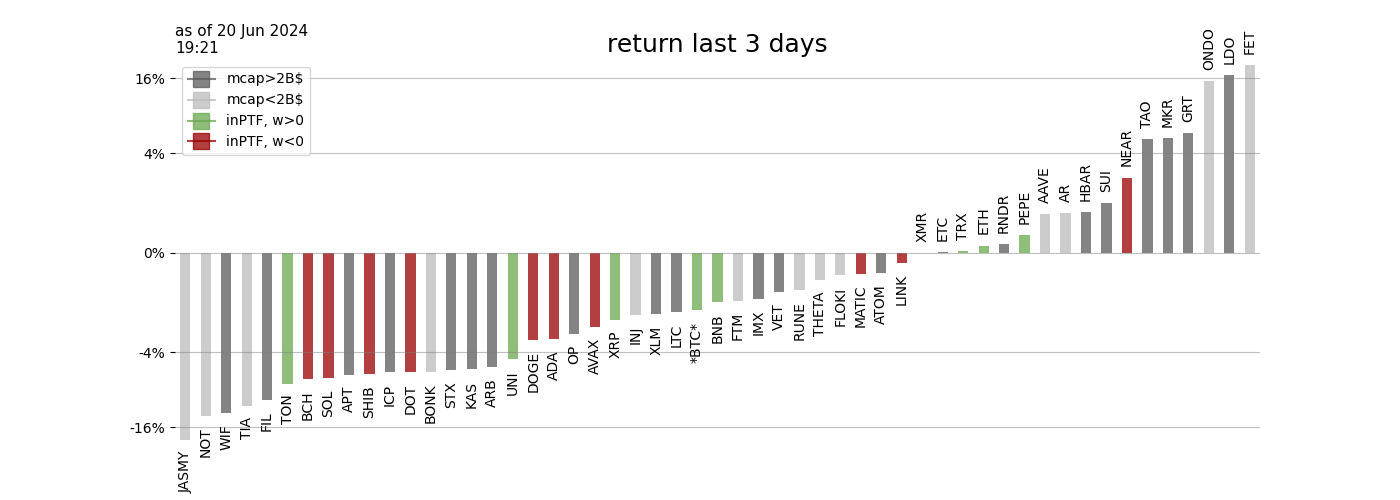 as of 20 Jun 2024
19:21
return last 3 days
mcap>2B$
mcap<2B$
inPTF, w>0
inPTF, w<0
16%
4%
0%
-4%
-16%
JASMY
NOT
WIF
TIA
FIL
TON
BCH
SOL
APT
SHIB
ICP
DOT
BONK
STX
KAS
ARB
UNI
DOGE
ADA
OP
AVAX
XRP
INJ
XLM
LTC
*BTC*
BNB
FTM
IMX
VET
RUNE
THETA
FLOKI
MATIC
ATOM
LINK
XMR
ETC
TRX
ETH
RNDR
PEPE
AAVE
AR
HBAR
SUI
NEAR
TAO
MKR
GRT
ONDO
LDO
FET